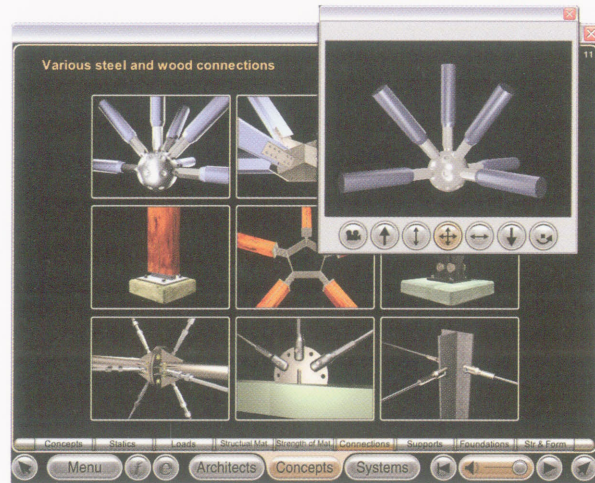 11
Various steel and wood connections
Concepts Statics Loads Structual Mat. Strength of Mat. Connections Supports Foundations Str & Form
Menu Architects Concepts Systems